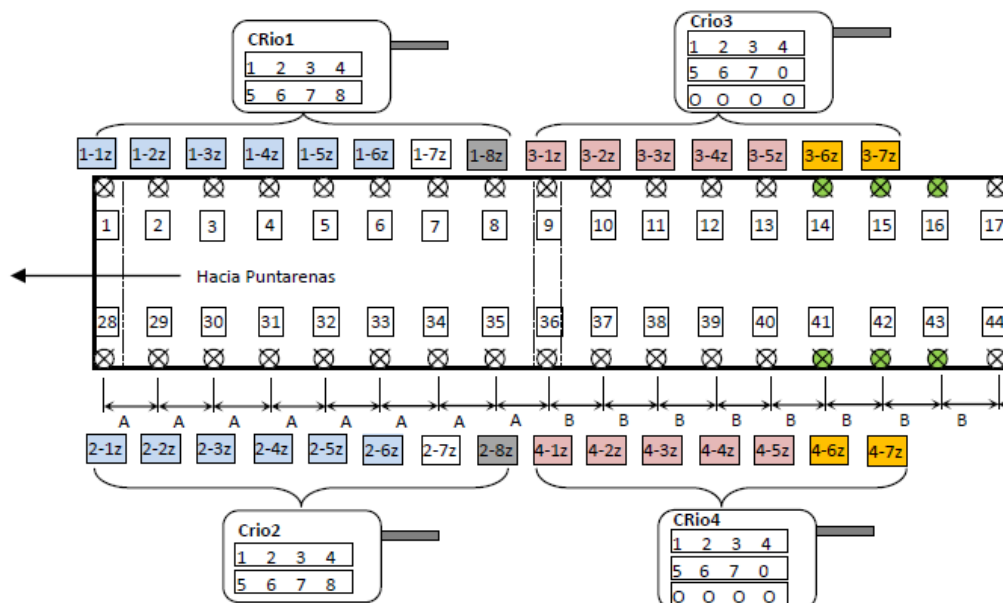 CRio1
1 2 3 4
5 6 7 8
Crio3
1 2 3 4
5 6 7 0
O O O O
1-1z 1-2z 1-3z 1-4z 1-5z 1-6z 1-7z 1-8z 3-1z 3-2z 3-3z 3-4z 3-5z 3-6z 3-7z
1 2 3 4 5 6 7 8 9 10 11 12 13 14 15 16 17
Hacia Puntarenas
28 29 30 31 32 33 34 35 36 37 38 39 40 41 42 43 44
A A A A A A A A B B B B B B B B
2-1z 2-2z 2-3z 2-4z 2-5z 2-6z 2-7z 2-8z 4-1z 4-2z 4-3z 4-4z 4-5z 4-6z 4-7z
Crio2
1 2 3 4
5 6 7 8
CRio4
1 2 3 4
5 6 7 0
O O O O